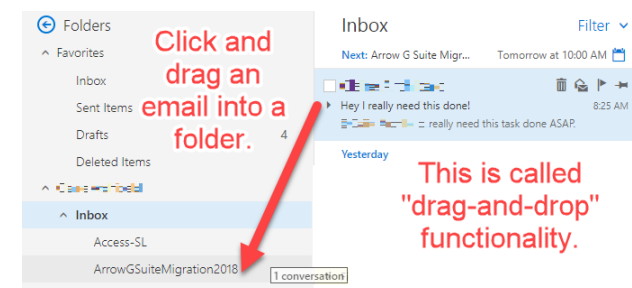 Folders
Favorites
Inbox
Sent Items
Drafts 4
Deleted Items
Inbox
Access-SL
ArrowGSuiteMigration2018
Click and
drag an
email into a
folder.
1 conversation
Inbox Filter
Next: Arrow G Suite Migr... Tomorrow at 10:00 AM
Hey I really need this done! 8:25 AM
really need this task done ASAP.
Yesterday
This is called
"drag-and-drop"
functionality.